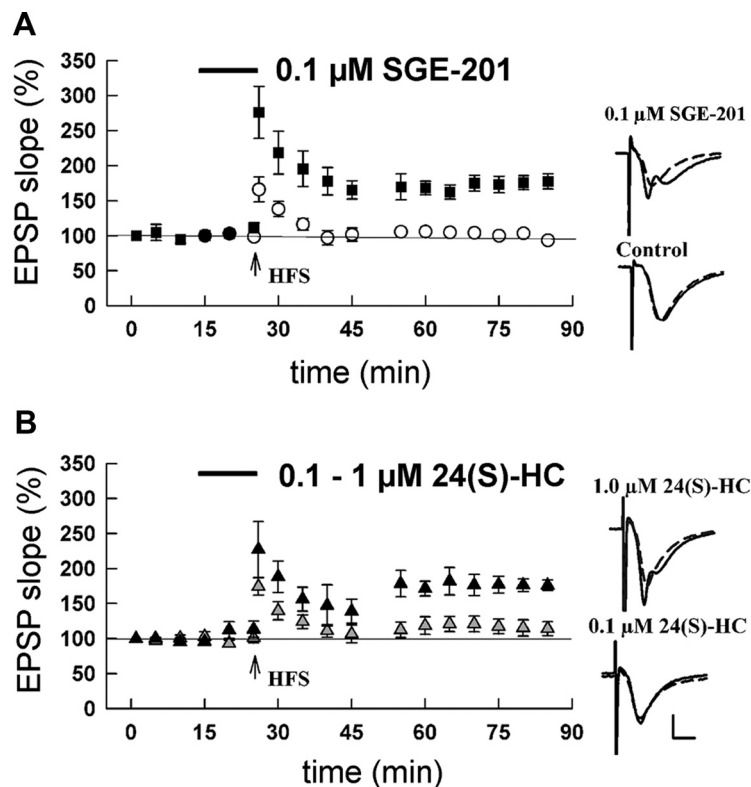 A
0.1 µM SGE-201
EPSP slope (%)
350
300
250
200
150
100
50
0
HFS
0
15
30
45
60
75
90
time (min)
0.1 µM SGE-201
Control
B
0.1 - 1 µM 24(S)-HC
EPSP slope (%)
350
300
250
200
150
100
50
0
HFS
0
15
30
45
60
75
90
time (min)
1.0 µM 24(S)-HC
0.1 µM 24(S)-HC